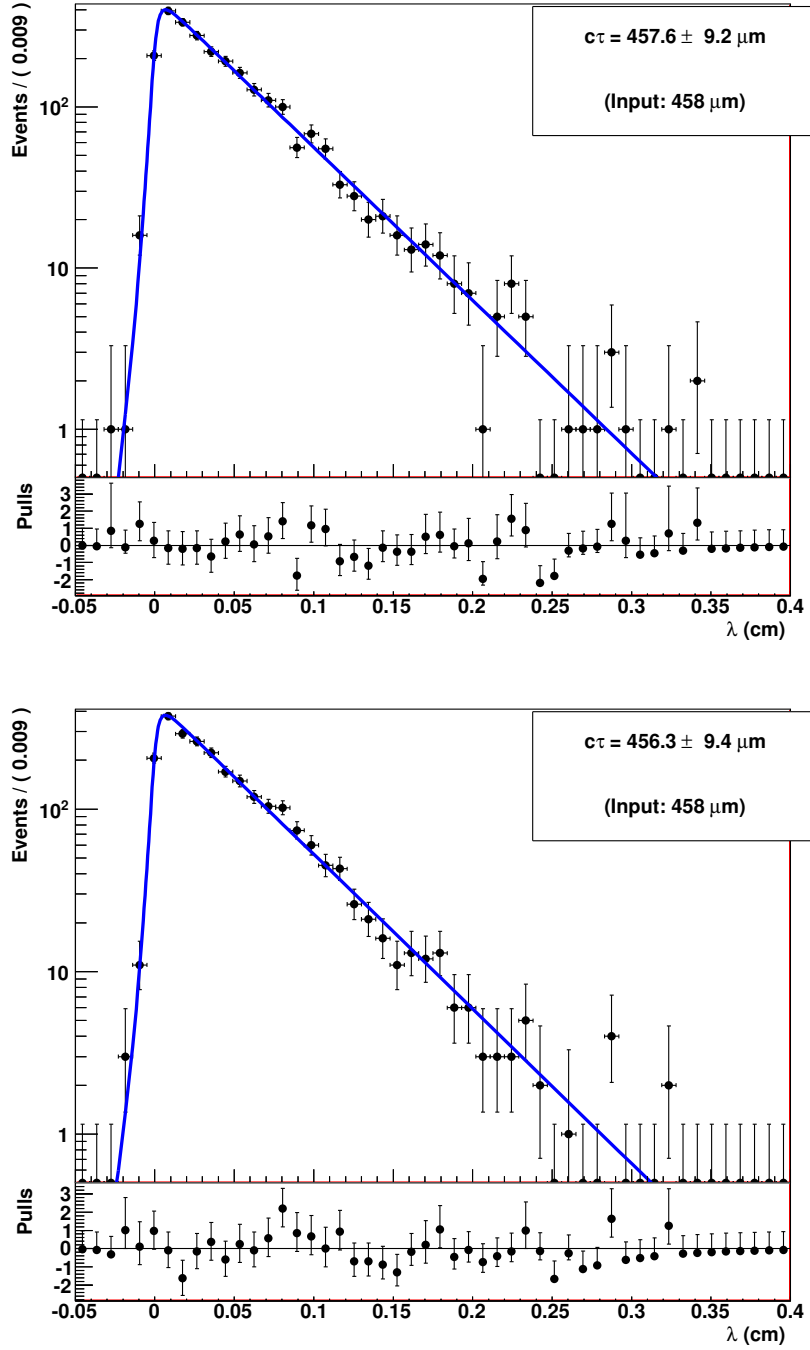 Events / ( 0.009 )
10²
10
1
cτ = 457.6 ± 9.2 μm
(Input: 458 μm)
Pulls
3
2
1
0
-1
-2
-0.05 0 0.05 0.1 0.15 0.2 0.25 0.3 0.35 0.4
λ (cm)
Events / ( 0.009 )
10²
10
1
cτ = 456.3 ± 9.4 μm
(Input: 458 μm)
Pulls
3
2
1
0
-1
-2
-0.05 0 0.05 0.1 0.15 0.2 0.25 0.3 0.35 0.4
λ (cm)